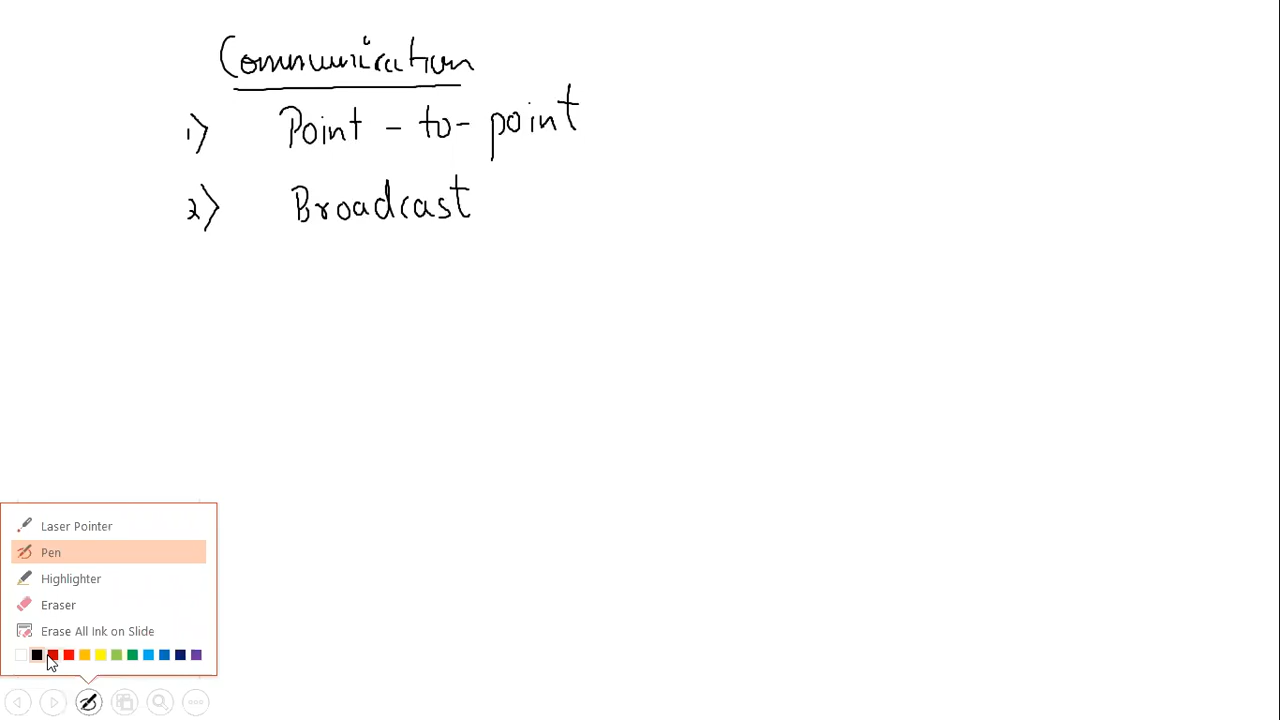 Communication
1) Point - to - point
2) Broadcast
Laser Pointer
Pen
Highlighter
Eraser
Erase All Ink on Slide